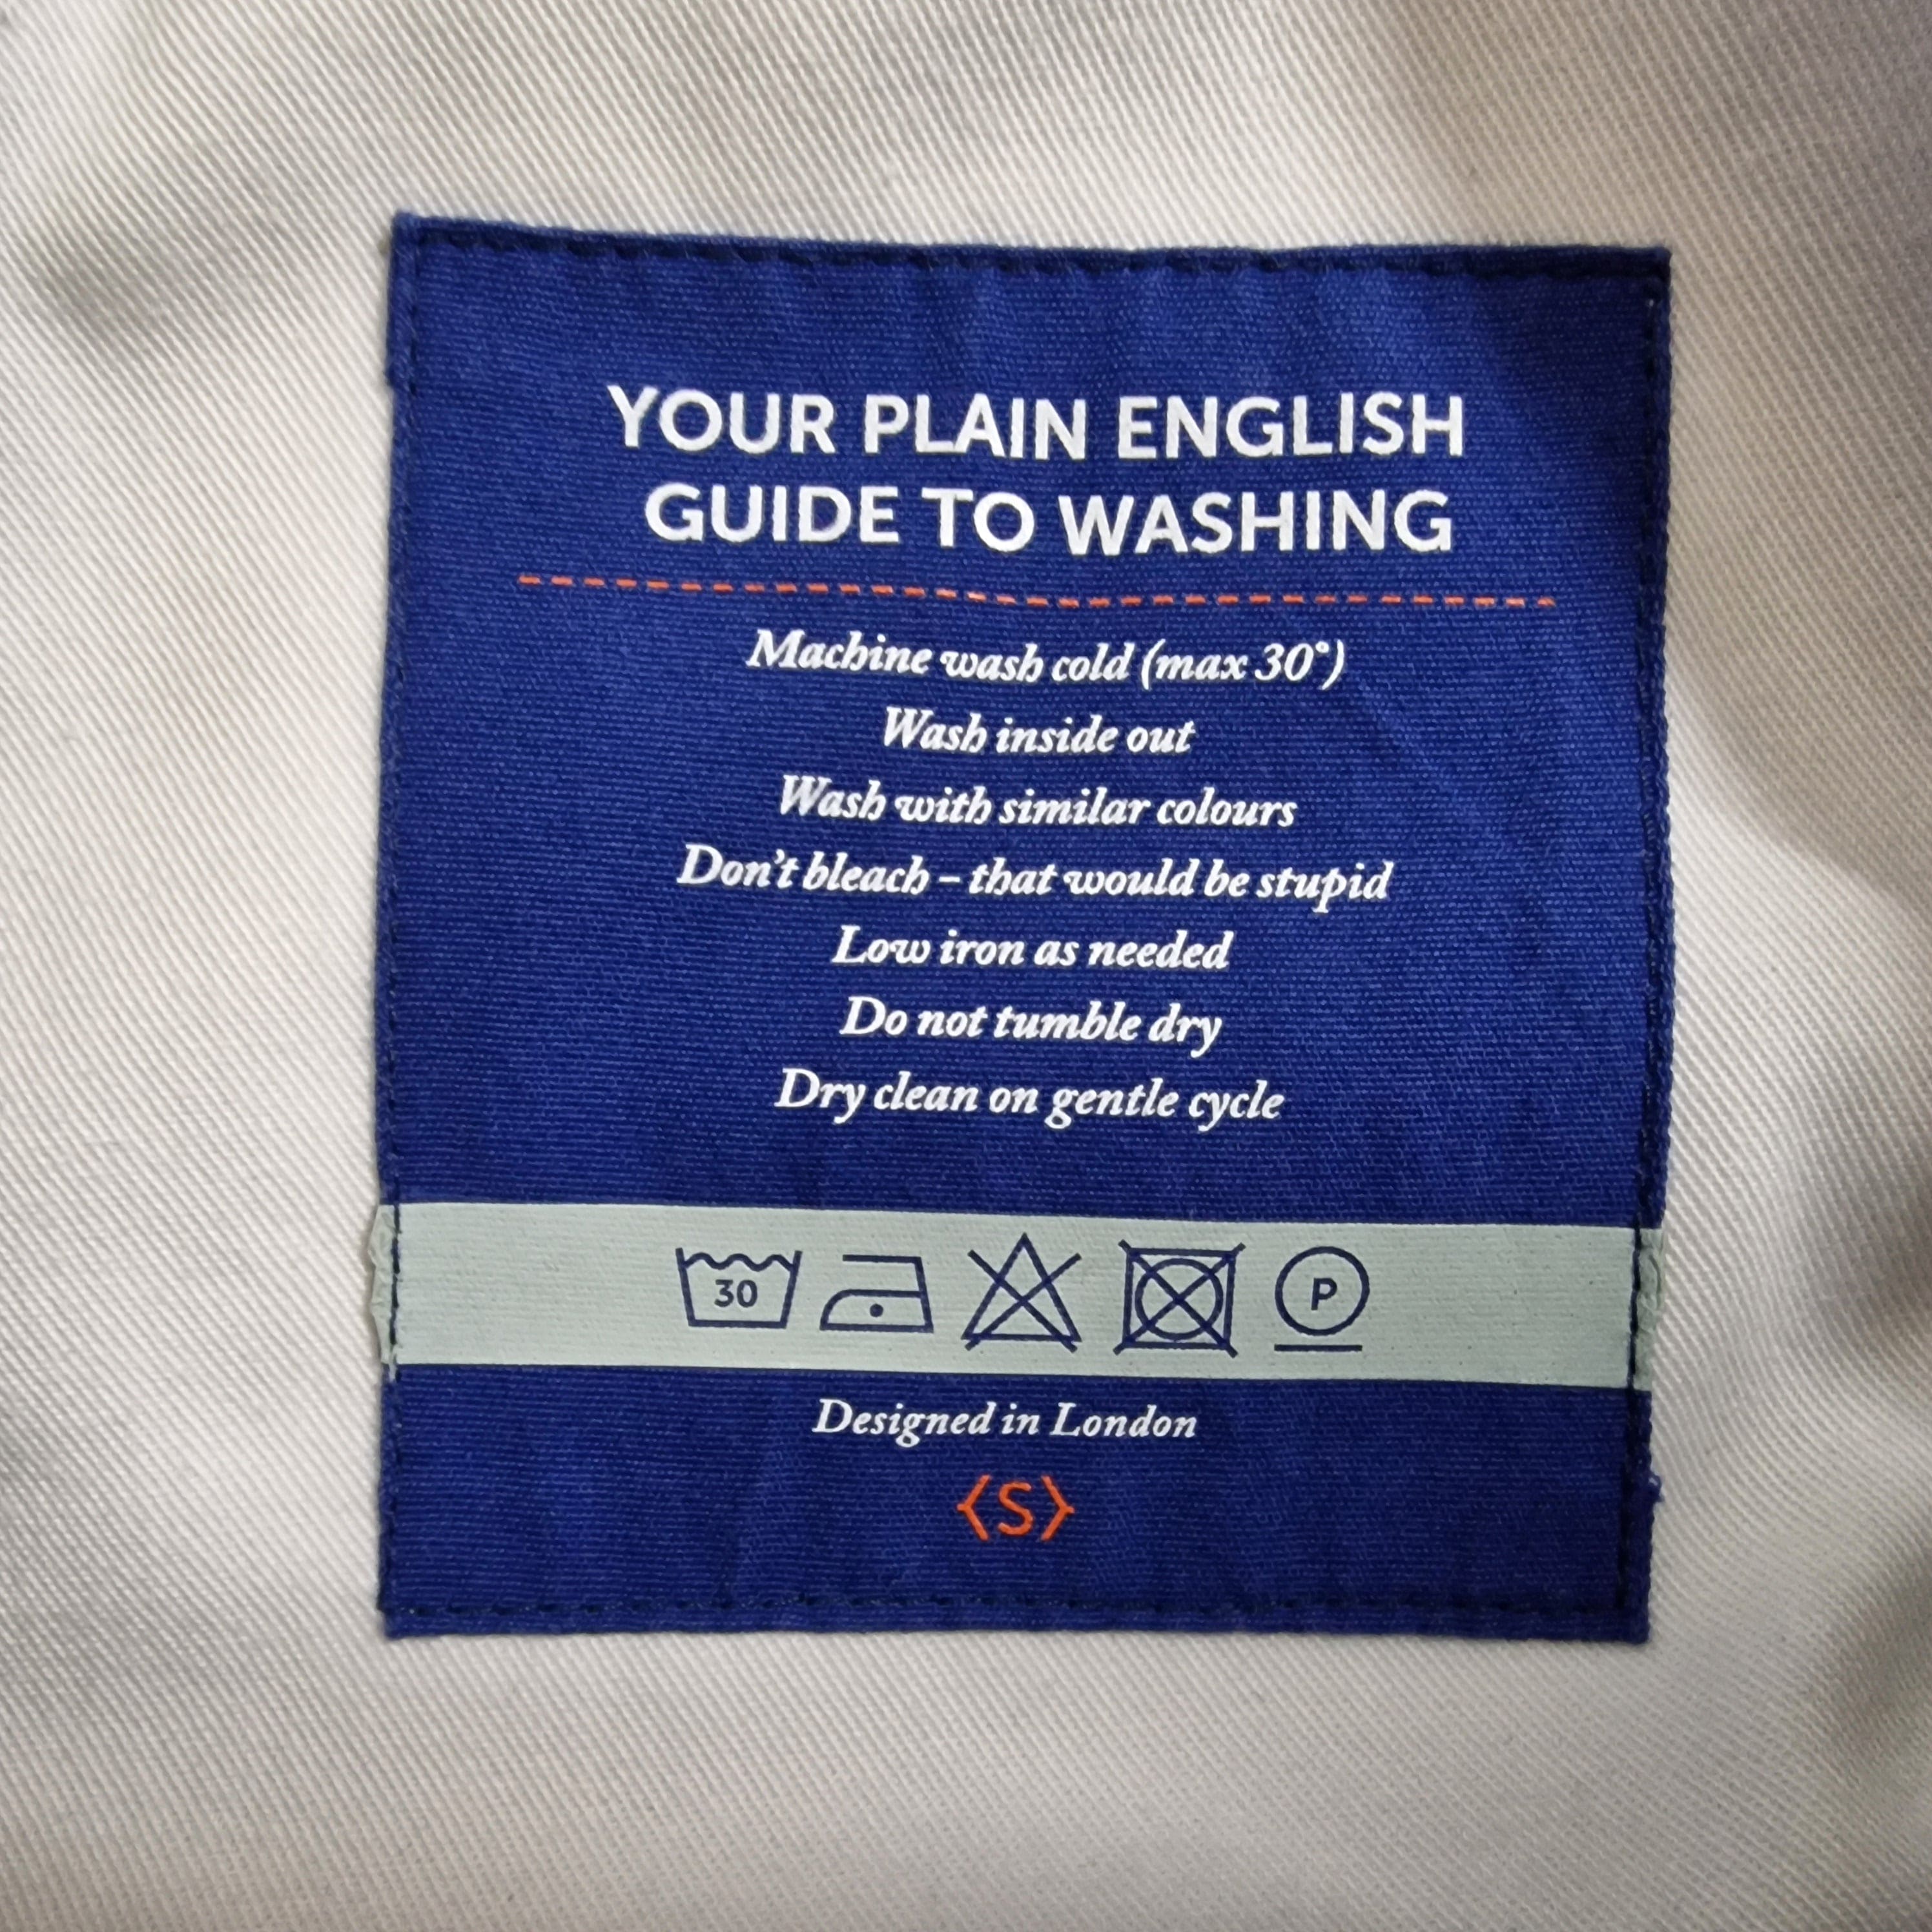 YOUR PLAIN ENGLISH
GUIDE TO WASHING
Machine wash cold (max 30°)
Wash inside out
Wash with similar colours
Don't bleach – that would be stupid
Low iron as needed
Do not tumble dry
Dry clean on gentle cycle
30 P
Designed in London
{S}